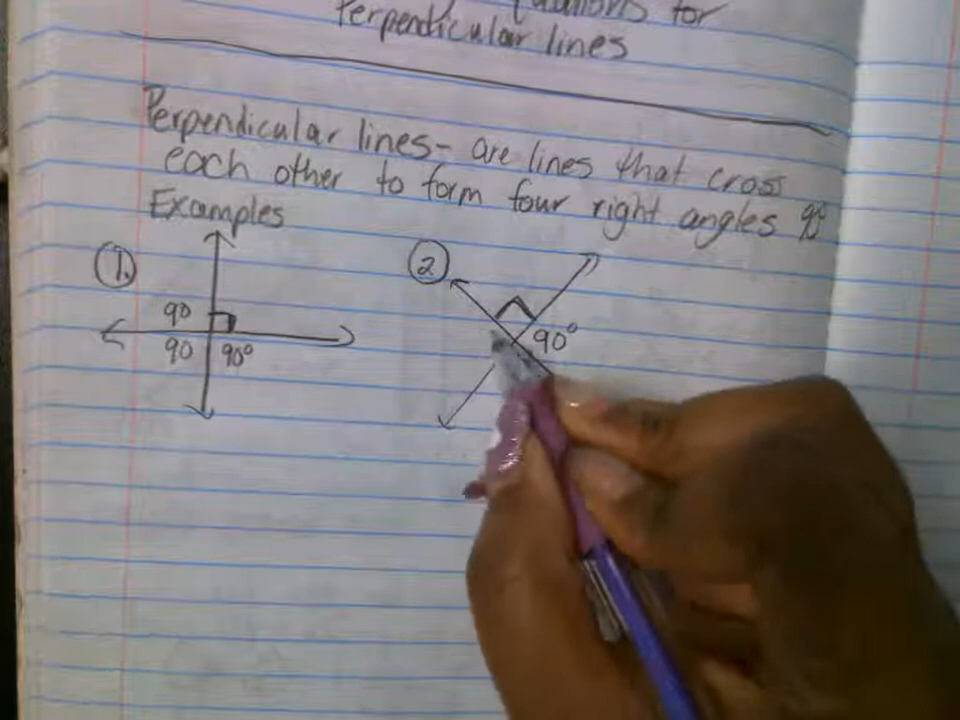 for
Perpendicular lines
Perpendicular lines- are lines that cross
each other to form four right angles 90°
Examples
1.
2
90
90
90°
90°